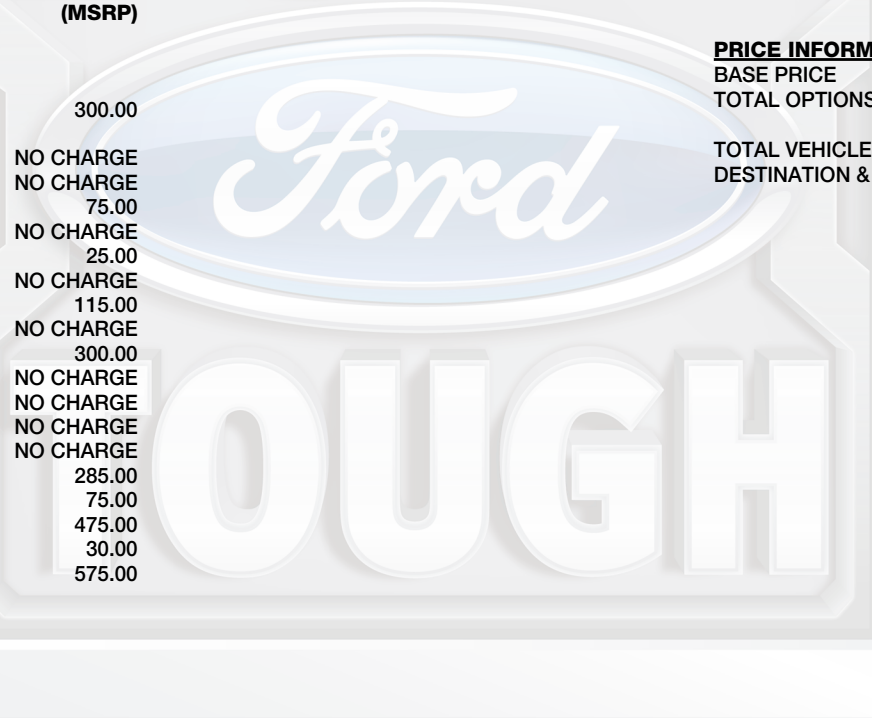 (MSRP)
300.00
NO CHARGE
NO CHARGE
75.00
NO CHARGE
25.00
NO CHARGE
115.00
NO CHARGE
300.00
NO CHARGE
NO CHARGE
NO CHARGE
NO CHARGE
285.00
75.00
475.00
30.00
575.00
PRICE INFORM
BASE PRICE
TOTAL OPTIONS
TOTAL VEHICLE
DESTINATION &
Ford
TOUGH